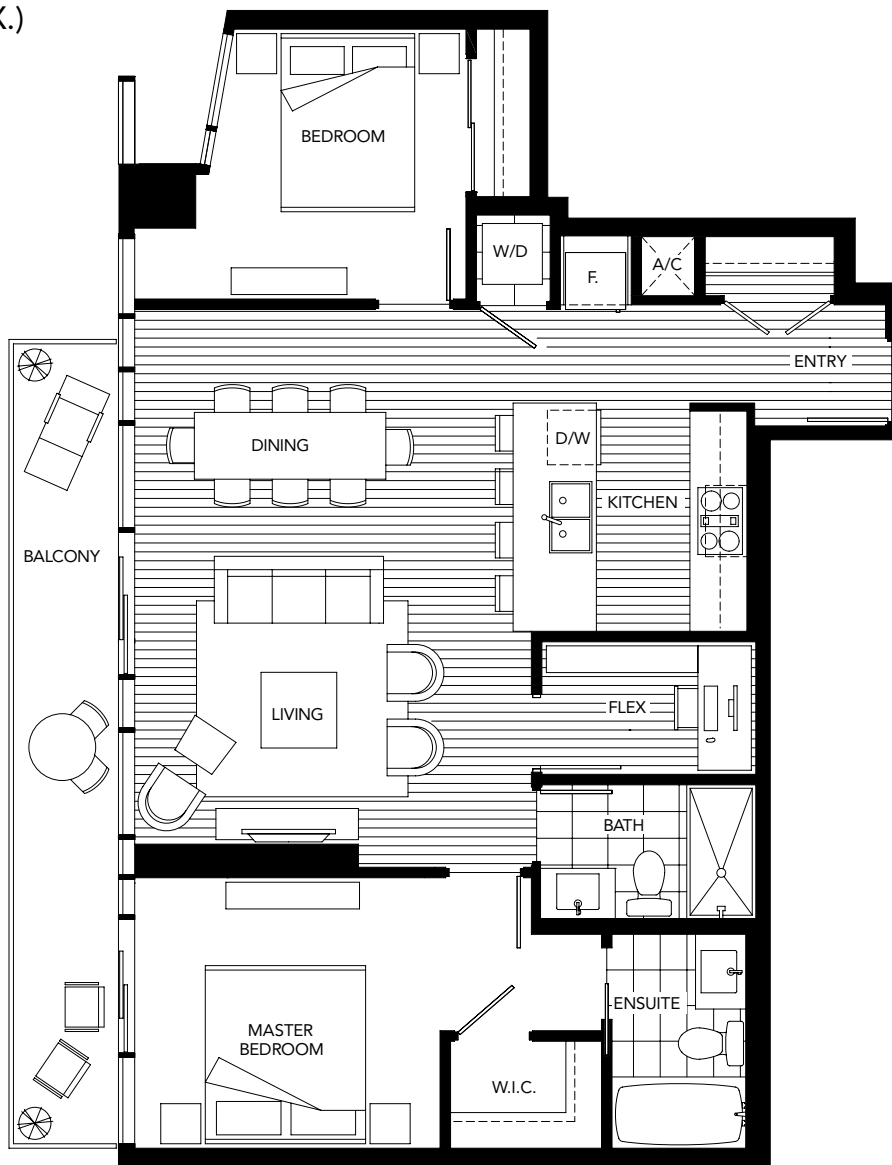 X.)
BEDROOM
W/D
F.
A/C
ENTRY
DINING
D/W
KITCHEN
BALCONY
LIVING
FLEX
BATH
ENSUITE
MASTER
BEDROOM
W.I.C.